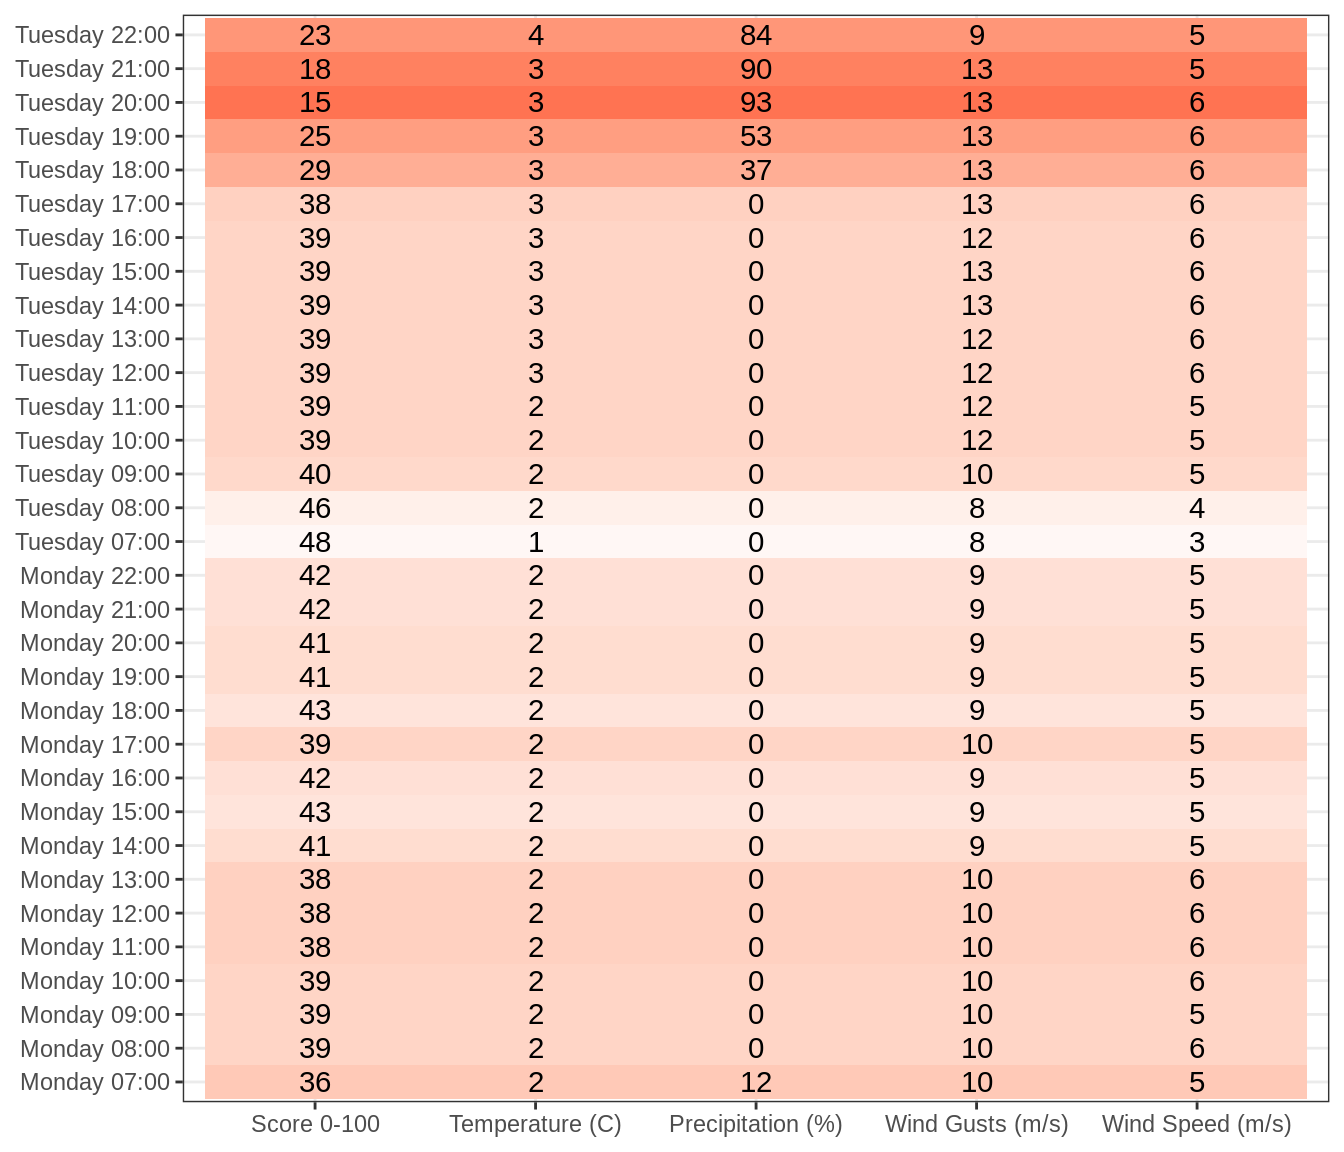 Tuesday 22:00 23 4 84 9 5
Tuesday 21:00 18 3 90 13 5
Tuesday 20:00 15 3 93 13 6
Tuesday 19:00 25 3 53 13 6
Tuesday 18:00 29 3 37 13 6
Tuesday 17:00 38 3 0 13 6
Tuesday 16:00 39 3 0 12 6
Tuesday 15:00 39 3 0 13 6
Tuesday 14:00 39 3 0 13 6
Tuesday 13:00 39 3 0 12 6
Tuesday 12:00 39 3 0 12 6
Tuesday 11:00 39 2 0 12 5
Tuesday 10:00 39 2 0 12 5
Tuesday 09:00 40 2 0 10 5
Tuesday 08:00 46 2 0 8 4
Tuesday 07:00 48 1 0 8 3
Monday 22:00 42 2 0 9 5
Monday 21:00 42 2 0 9 5
Monday 20:00 41 2 0 9 5
Monday 19:00 41 2 0 9 5
Monday 18:00 43 2 0 9 5
Monday 17:00 39 2 0 10 5
Monday 16:00 42 2 0 9 5
Monday 15:00 43 2 0 9 5
Monday 14:00 41 2 0 9 5
Monday 13:00 38 2 0 10 6
Monday 12:00 38 2 0 10 6
Monday 11:00 38 2 0 10 6
Monday 10:00 39 2 0 10 6
Monday 09:00 39 2 0 10 5
Monday 08:00 39 2 0 10 6
Monday 07:00 36 2 12 10 5
Score 0-100 Temperature (C) Precipitation (%) Wind Gusts (m/s) Wind Speed (m/s)